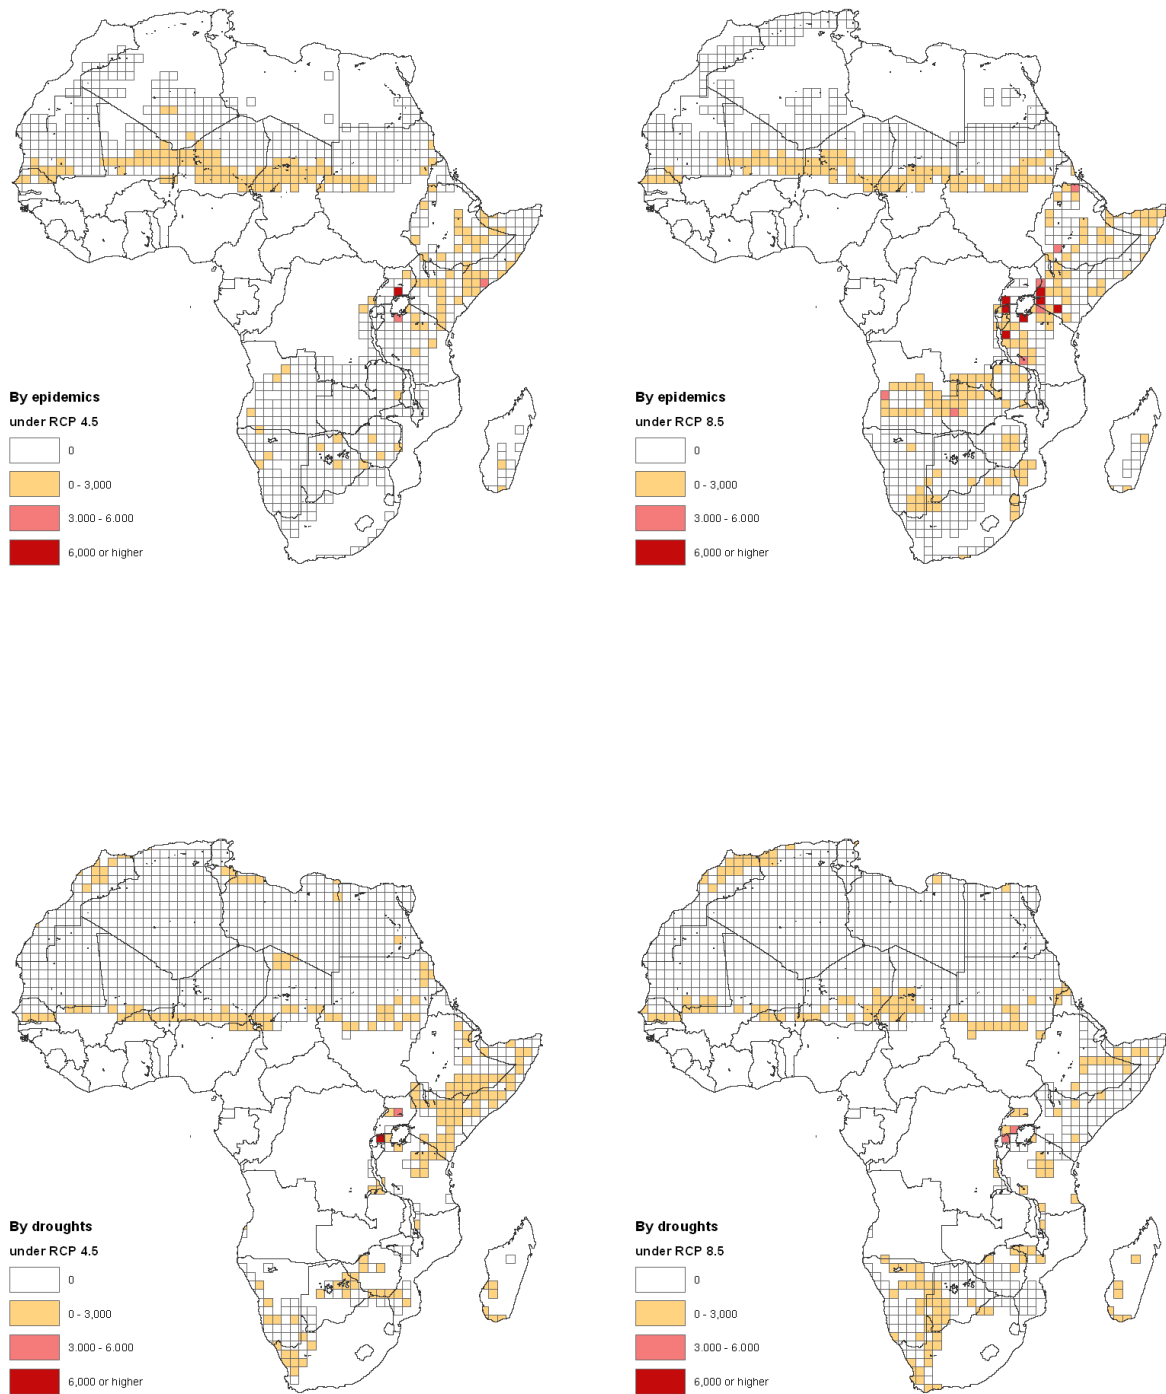 By epidemics
under RCP 4.5
0
0 - 3,000
3.000 - 6.000
6,000 or higher
By epidemics
under RCP 8.5
0
0 - 3,000
3.000 - 6.000
6,000 or higher
By droughts
under RCP 4.5
0
0 - 3,000
3.000 - 6.000
6,000 or higher
By droughts
under RCP 8.5
0
0 - 3,000
3.000 - 6.000
6,000 or higher